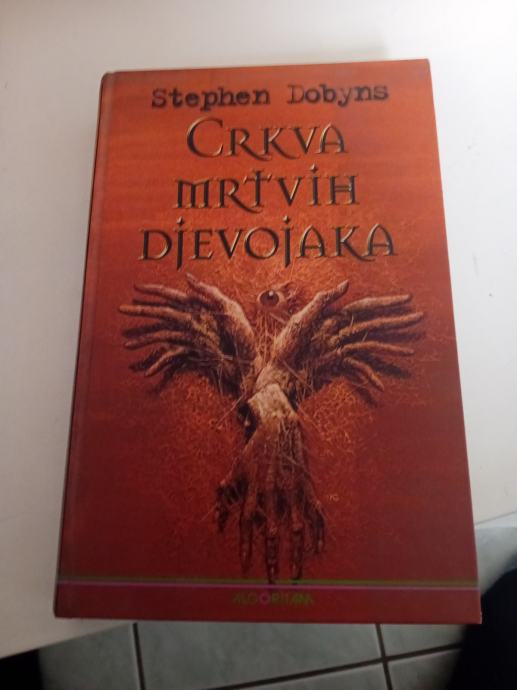 Stephen Dobyns
CRKVA
MRTVIH
DJEVOJAKA
ALGORITAM